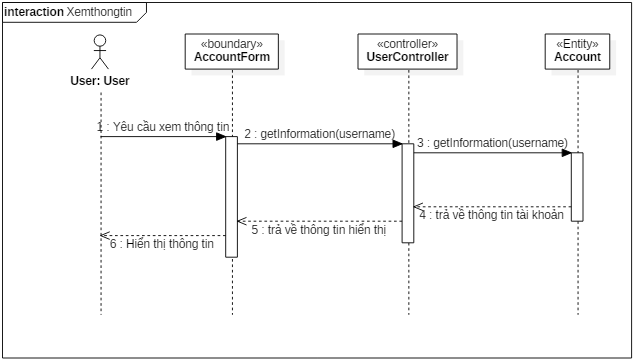 interaction Xemthongtin
«boundary»
AccountForm
«controller»
UserController
«Entity»
Account
User: User
1 : Yêu cầu xem thông tin
2 : getInformation(username)
3 : getInformation(username)
4 : trả về thông tin tài khoản
5 : trả về thông tin hiển thị
6 : Hiển thị thông tin